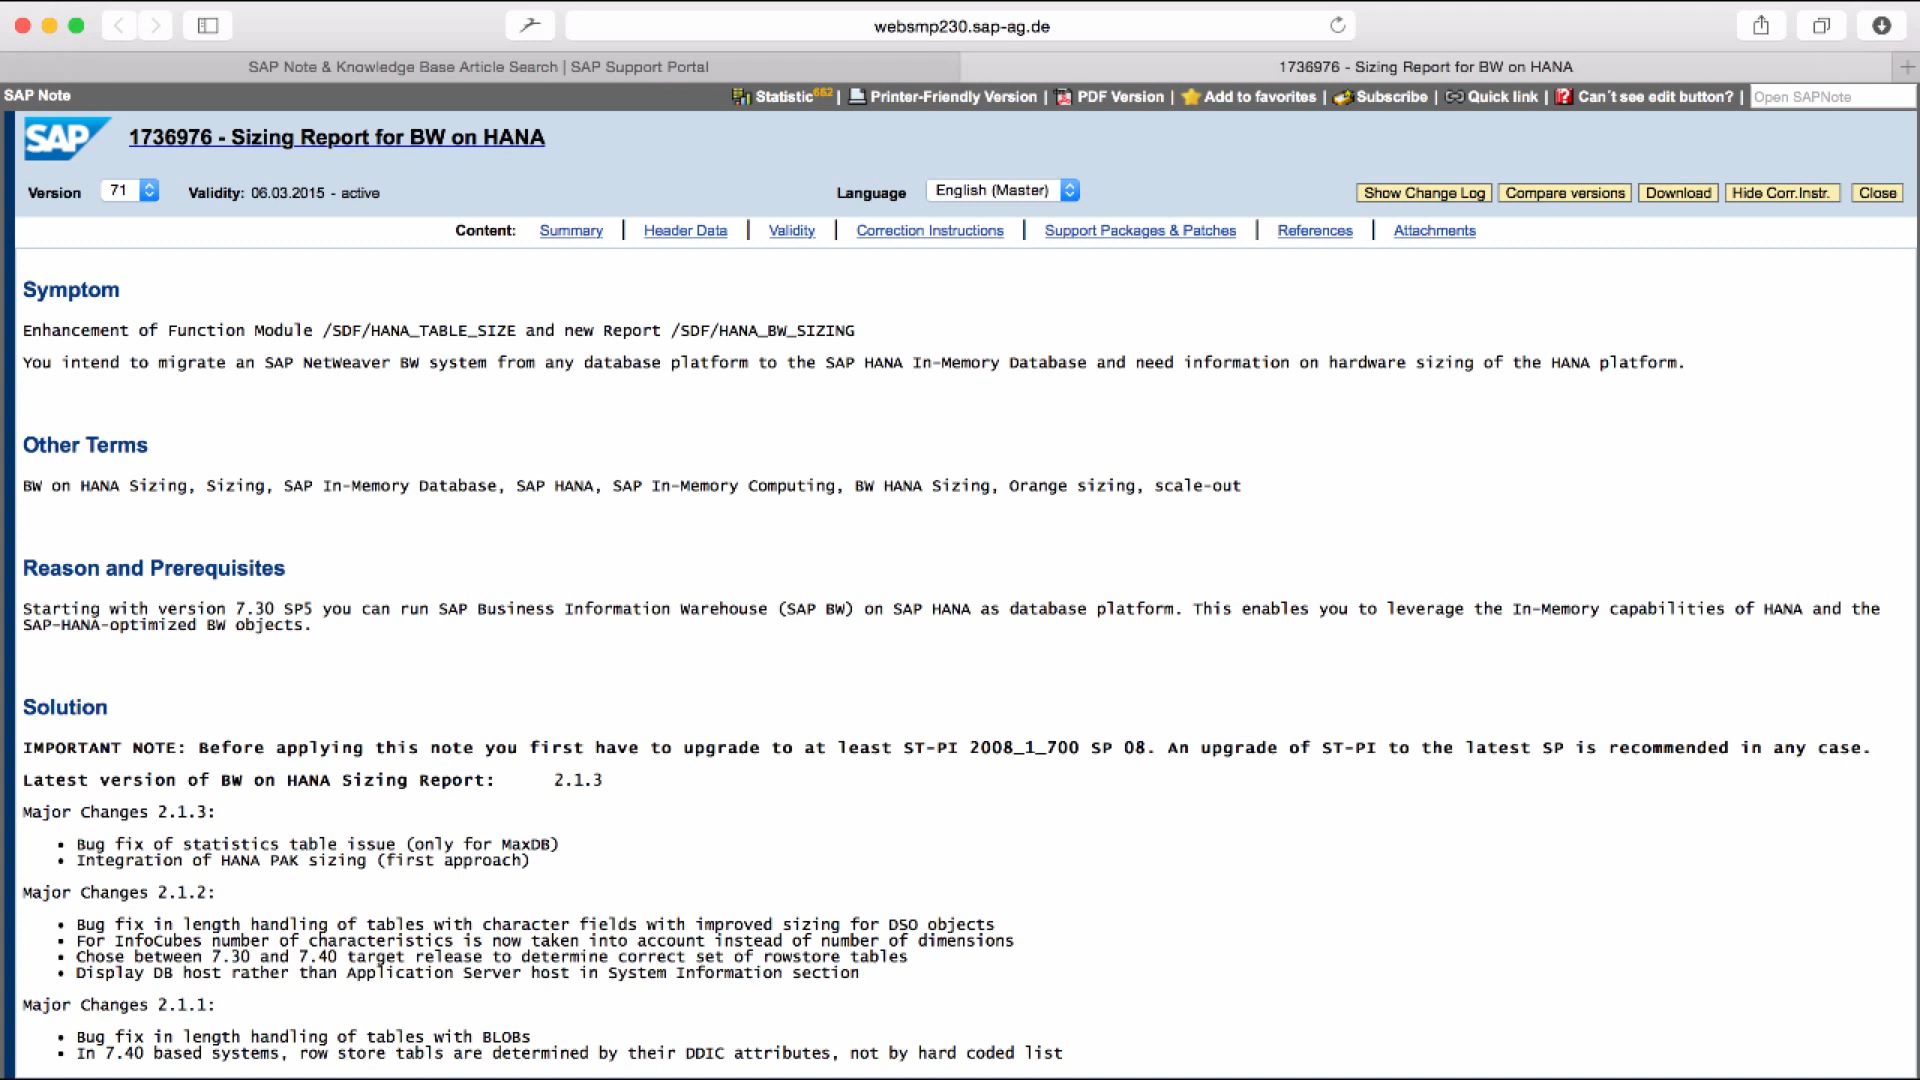 websmp230.sap-ag.de
SAP Note & Knowledge Base Article Search | SAP Support Portal
1736976 - Sizing Report for BW on HANA
SAP Note
Statistic662 | Printer-Friendly Version | PDF Version | Add to favorites | Subscribe | Quick link | Can´t see edit button? | Open SAPNote
SAP 1736976 - Sizing Report for BW on HANA
Version 71 Validity: 06.03.2015 - active Language English (Master) Show Change Log Compare versions Download Hide Corr.Instr. Close
Content: Summary | Header Data | Validity | Correction Instructions | Support Packages & Patches | References | Attachments
Symptom
Enhancement of Function Module /SDF/HANA_TABLE_SIZE and new Report /SDF/HANA_BW_SIZING
You intend to migrate an SAP NetWeaver BW system from any database platform to the SAP HANA In-Memory Database and need information on hardware sizing of the HANA platform.
Other Terms
BW on HANA Sizing, Sizing, SAP In-Memory Database, SAP HANA, SAP In-Memory Computing, BW HANA Sizing, Orange sizing, scale-out
Reason and Prerequisites
Starting with version 7.30 SP5 you can run SAP Business Information Warehouse (SAP BW) on SAP HANA as database platform. This enables you to leverage the In-Memory capabilities of HANA and the
SAP-HANA-optimized BW objects.
Solution
IMPORTANT NOTE: Before applying this note you first have to upgrade to at least ST-PI 2008_1_700 SP 08. An upgrade of ST-PI to the latest SP is recommended in any case.
Latest version of BW on HANA Sizing Report: 2.1.3
Major Changes 2.1.3:
• Bug fix of statistics table issue (only for MaxDB)
• Integration of HANA PAK sizing (first approach)
Major Changes 2.1.2:
• Bug fix in length handling of tables with character fields with improved sizing for DSO objects
• For InfoCubes number of characteristics is now taken into account instead of number of dimensions
• Chose between 7.30 and 7.40 target release to determine correct set of rowstore tables
• Display DB host rather than Application Server host in System Information section
Major Changes 2.1.1:
• Bug fix in length handling of tables with BLOBs
• In 7.40 based systems, row store tabls are determined by their DDIC attributes, not by hard coded list